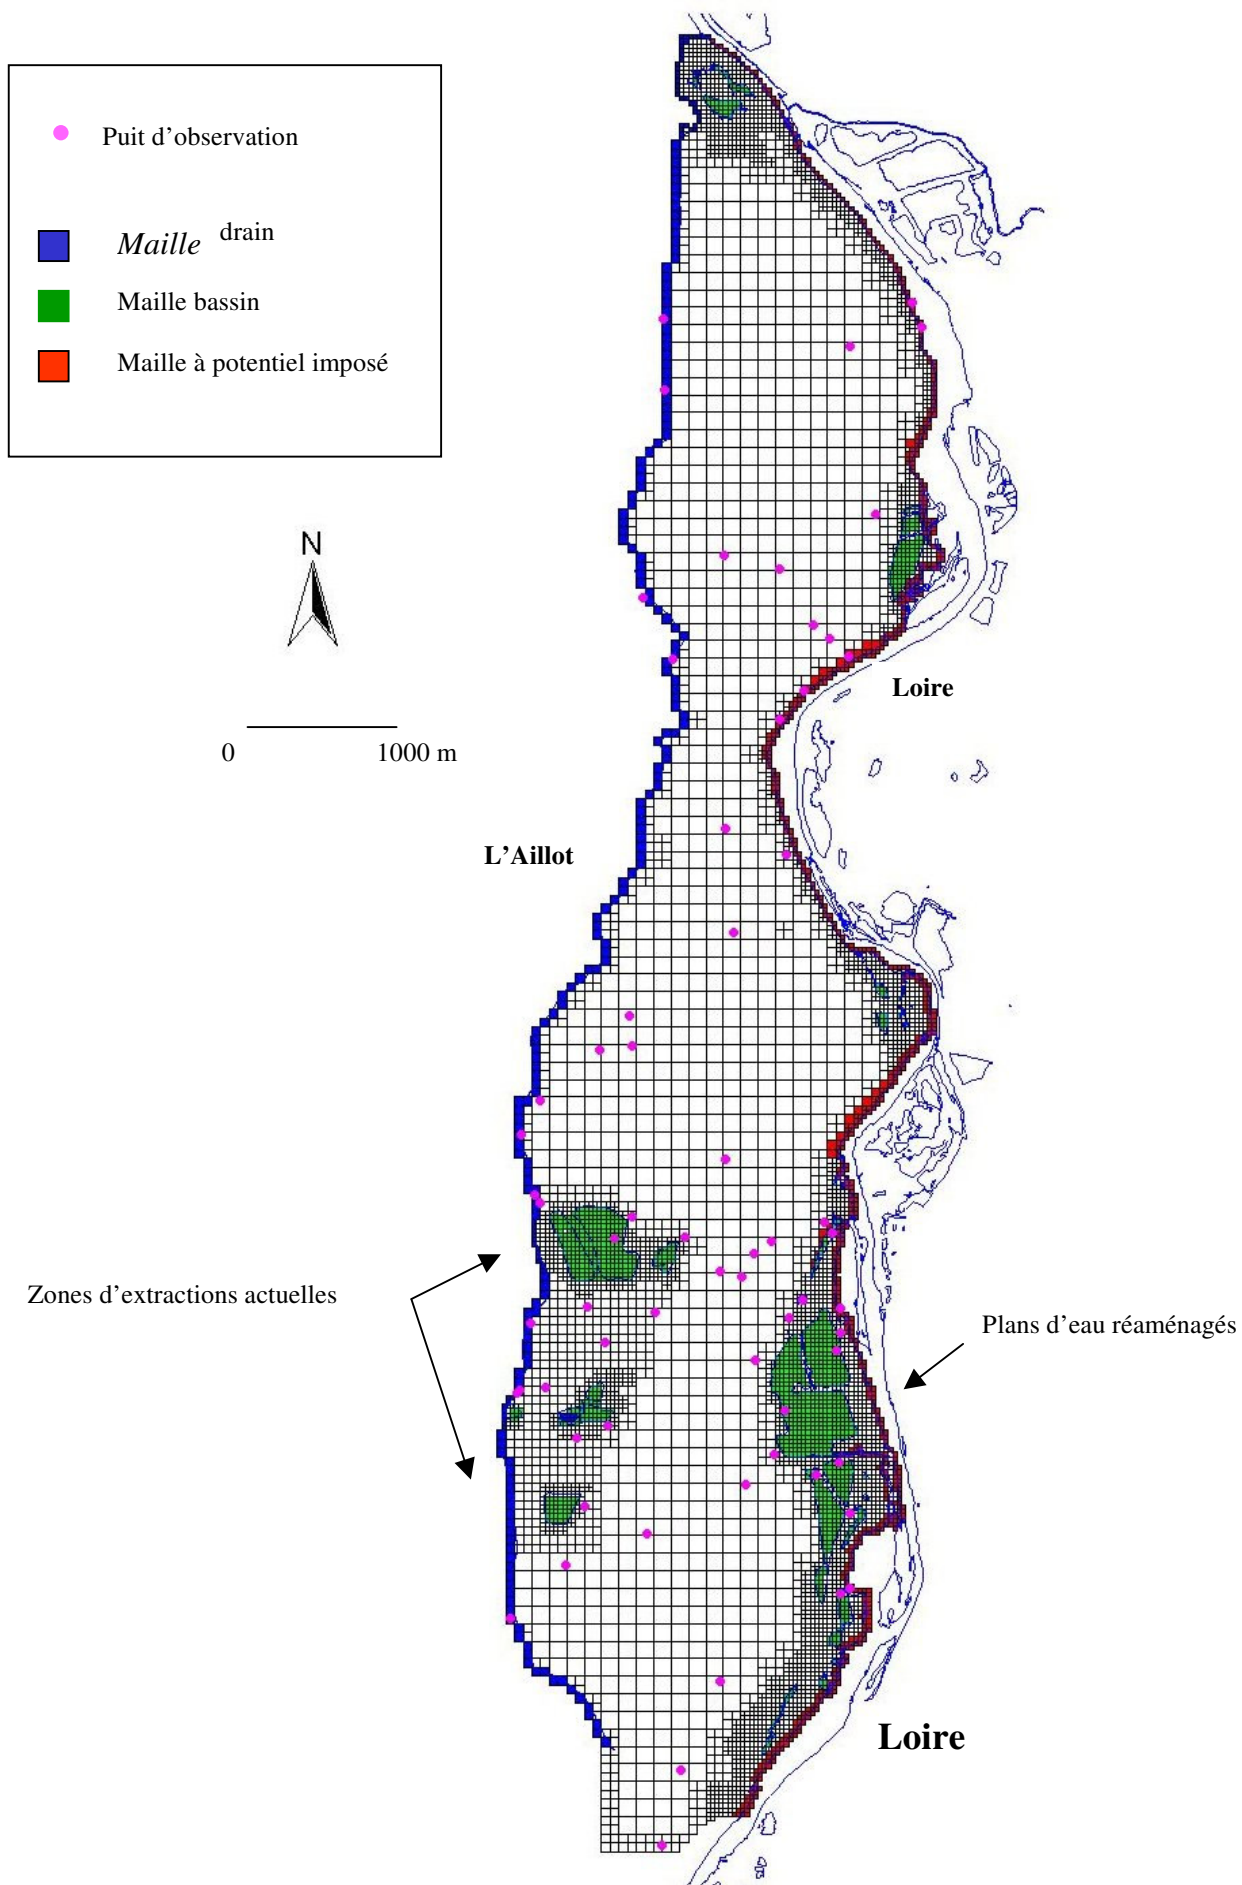 Puit d'observation
Maille drain
Maille bassin
Maille à potentiel imposé
N
0 1000 m
Loire
L'Aillot
Zones d'extractions actuelles
Plans d'eau réaménagés
Loire